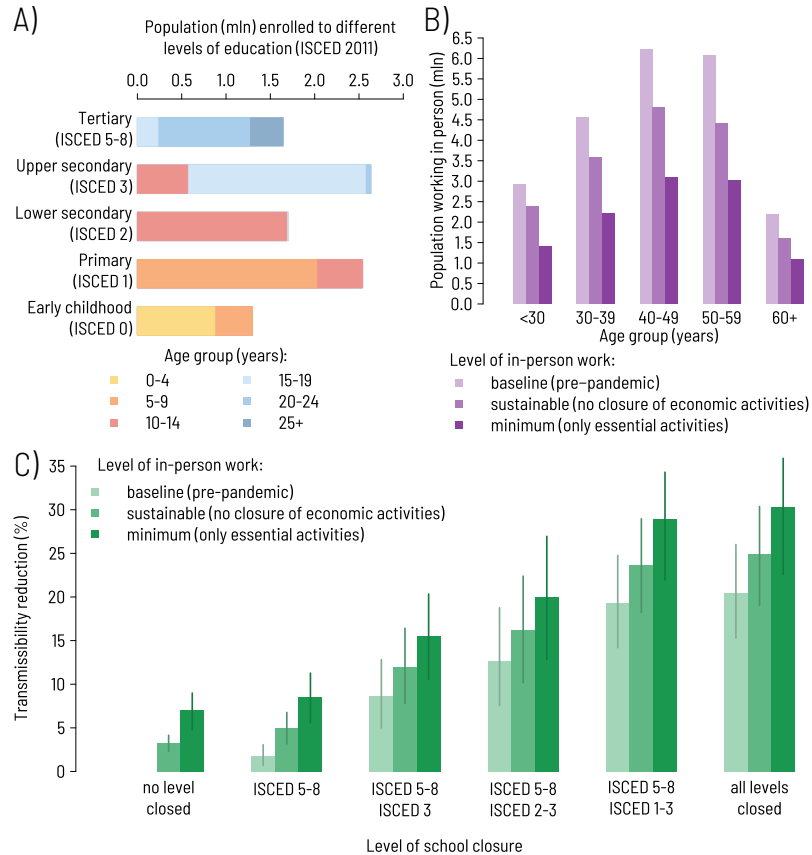 A)
Population (mln) enrolled to different
levels of education (ISCED 2011)
0.0 0.5 1.0 1.5 2.0 2.5 3.0
Tertiary
(ISCED 5-8)
Upper secondary
(ISCED 3)
Lower secondary
(ISCED 2)
Primary
(ISCED 1)
Early childhood
(ISCED 0)
Age group (years):
0-4 15-19
5-9 20-24
10-14 25+
B)
Population working in person (mln)
6.5
6.0
5.5
5.0
4.5
4.0
3.5
3.0
2.5
2.0
1.5
1.0
0.5
0.0
<30 30-39 40-49 50-59 60+
Age group (years)
Level of in-person work:
baseline (pre-pandemic)
sustainable (no closure of economic activities)
minimum (only essential activities)
C)
Transmissibility reduction (%)
35
30
25
20
15
10
5
0
Level of in-person work:
baseline (pre-pandemic)
sustainable (no closure of economic activities)
minimum (only essential activities)
no level
closed
ISCED 5-8
ISCED 5-8
ISCED 3
ISCED 5-8
ISCED 2-3
ISCED 5-8
ISCED 1-3
all levels
closed
Level of school closure